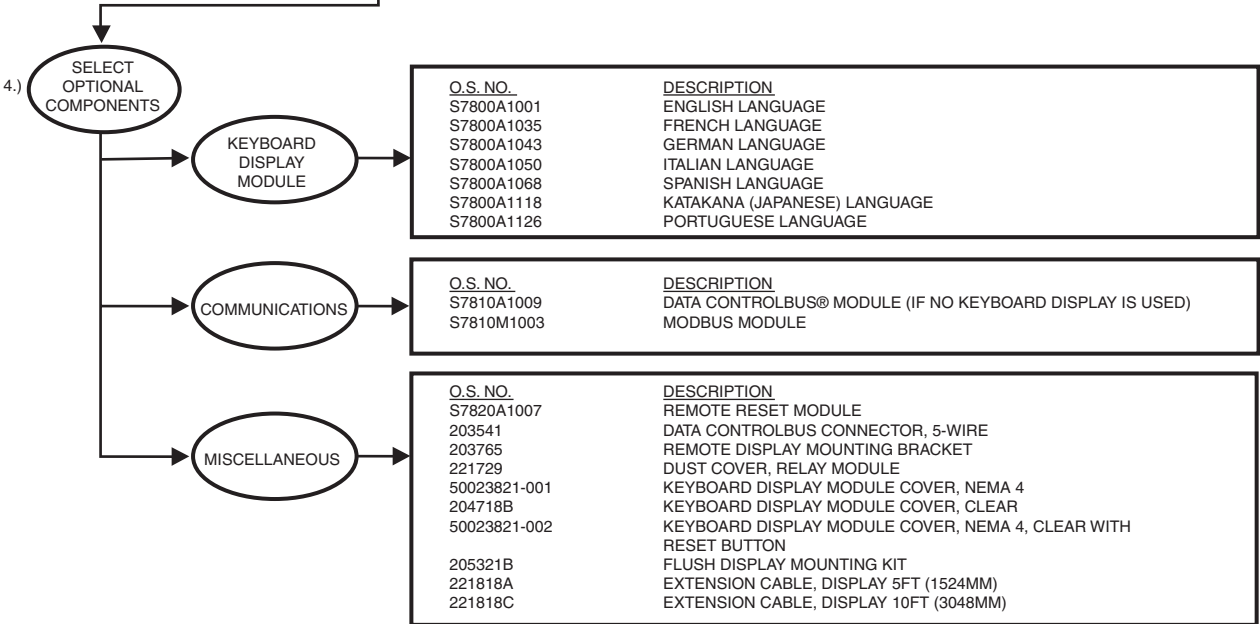 4.)
SELECT
OPTIONAL
COMPONENTS
KEYBOARD
DISPLAY
MODULE
O.S. NO. DESCRIPTION
S7800A1001 ENGLISH LANGUAGE
S7800A1035 FRENCH LANGUAGE
S7800A1043 GERMAN LANGUAGE
S7800A1050 ITALIAN LANGUAGE
S7800A1068 SPANISH LANGUAGE
S7800A1118 KATAKANA (JAPANESE) LANGUAGE
S7800A1126 PORTUGUESE LANGUAGE
COMMUNICATIONS
O.S. NO. DESCRIPTION
S7810A1009 DATA CONTROLBUS® MODULE (IF NO KEYBOARD DISPLAY IS USED)
S7810M1003 MODBUS MODULE
MISCELLANEOUS
O.S. NO. DESCRIPTION
S7820A1007 REMOTE RESET MODULE
203541 DATA CONTROLBUS CONNECTOR, 5-WIRE
203765 REMOTE DISPLAY MOUNTING BRACKET
221729 DUST COVER, RELAY MODULE
50023821-001 KEYBOARD DISPLAY MODULE COVER, NEMA 4
204718B KEYBOARD DISPLAY MODULE COVER, CLEAR
50023821-002 KEYBOARD DISPLAY MODULE COVER, NEMA 4, CLEAR WITH
RESET BUTTON
205321B FLUSH DISPLAY MOUNTING KIT
221818A EXTENSION CABLE, DISPLAY 5FT (1524MM)
221818C EXTENSION CABLE, DISPLAY 10FT (3048MM)